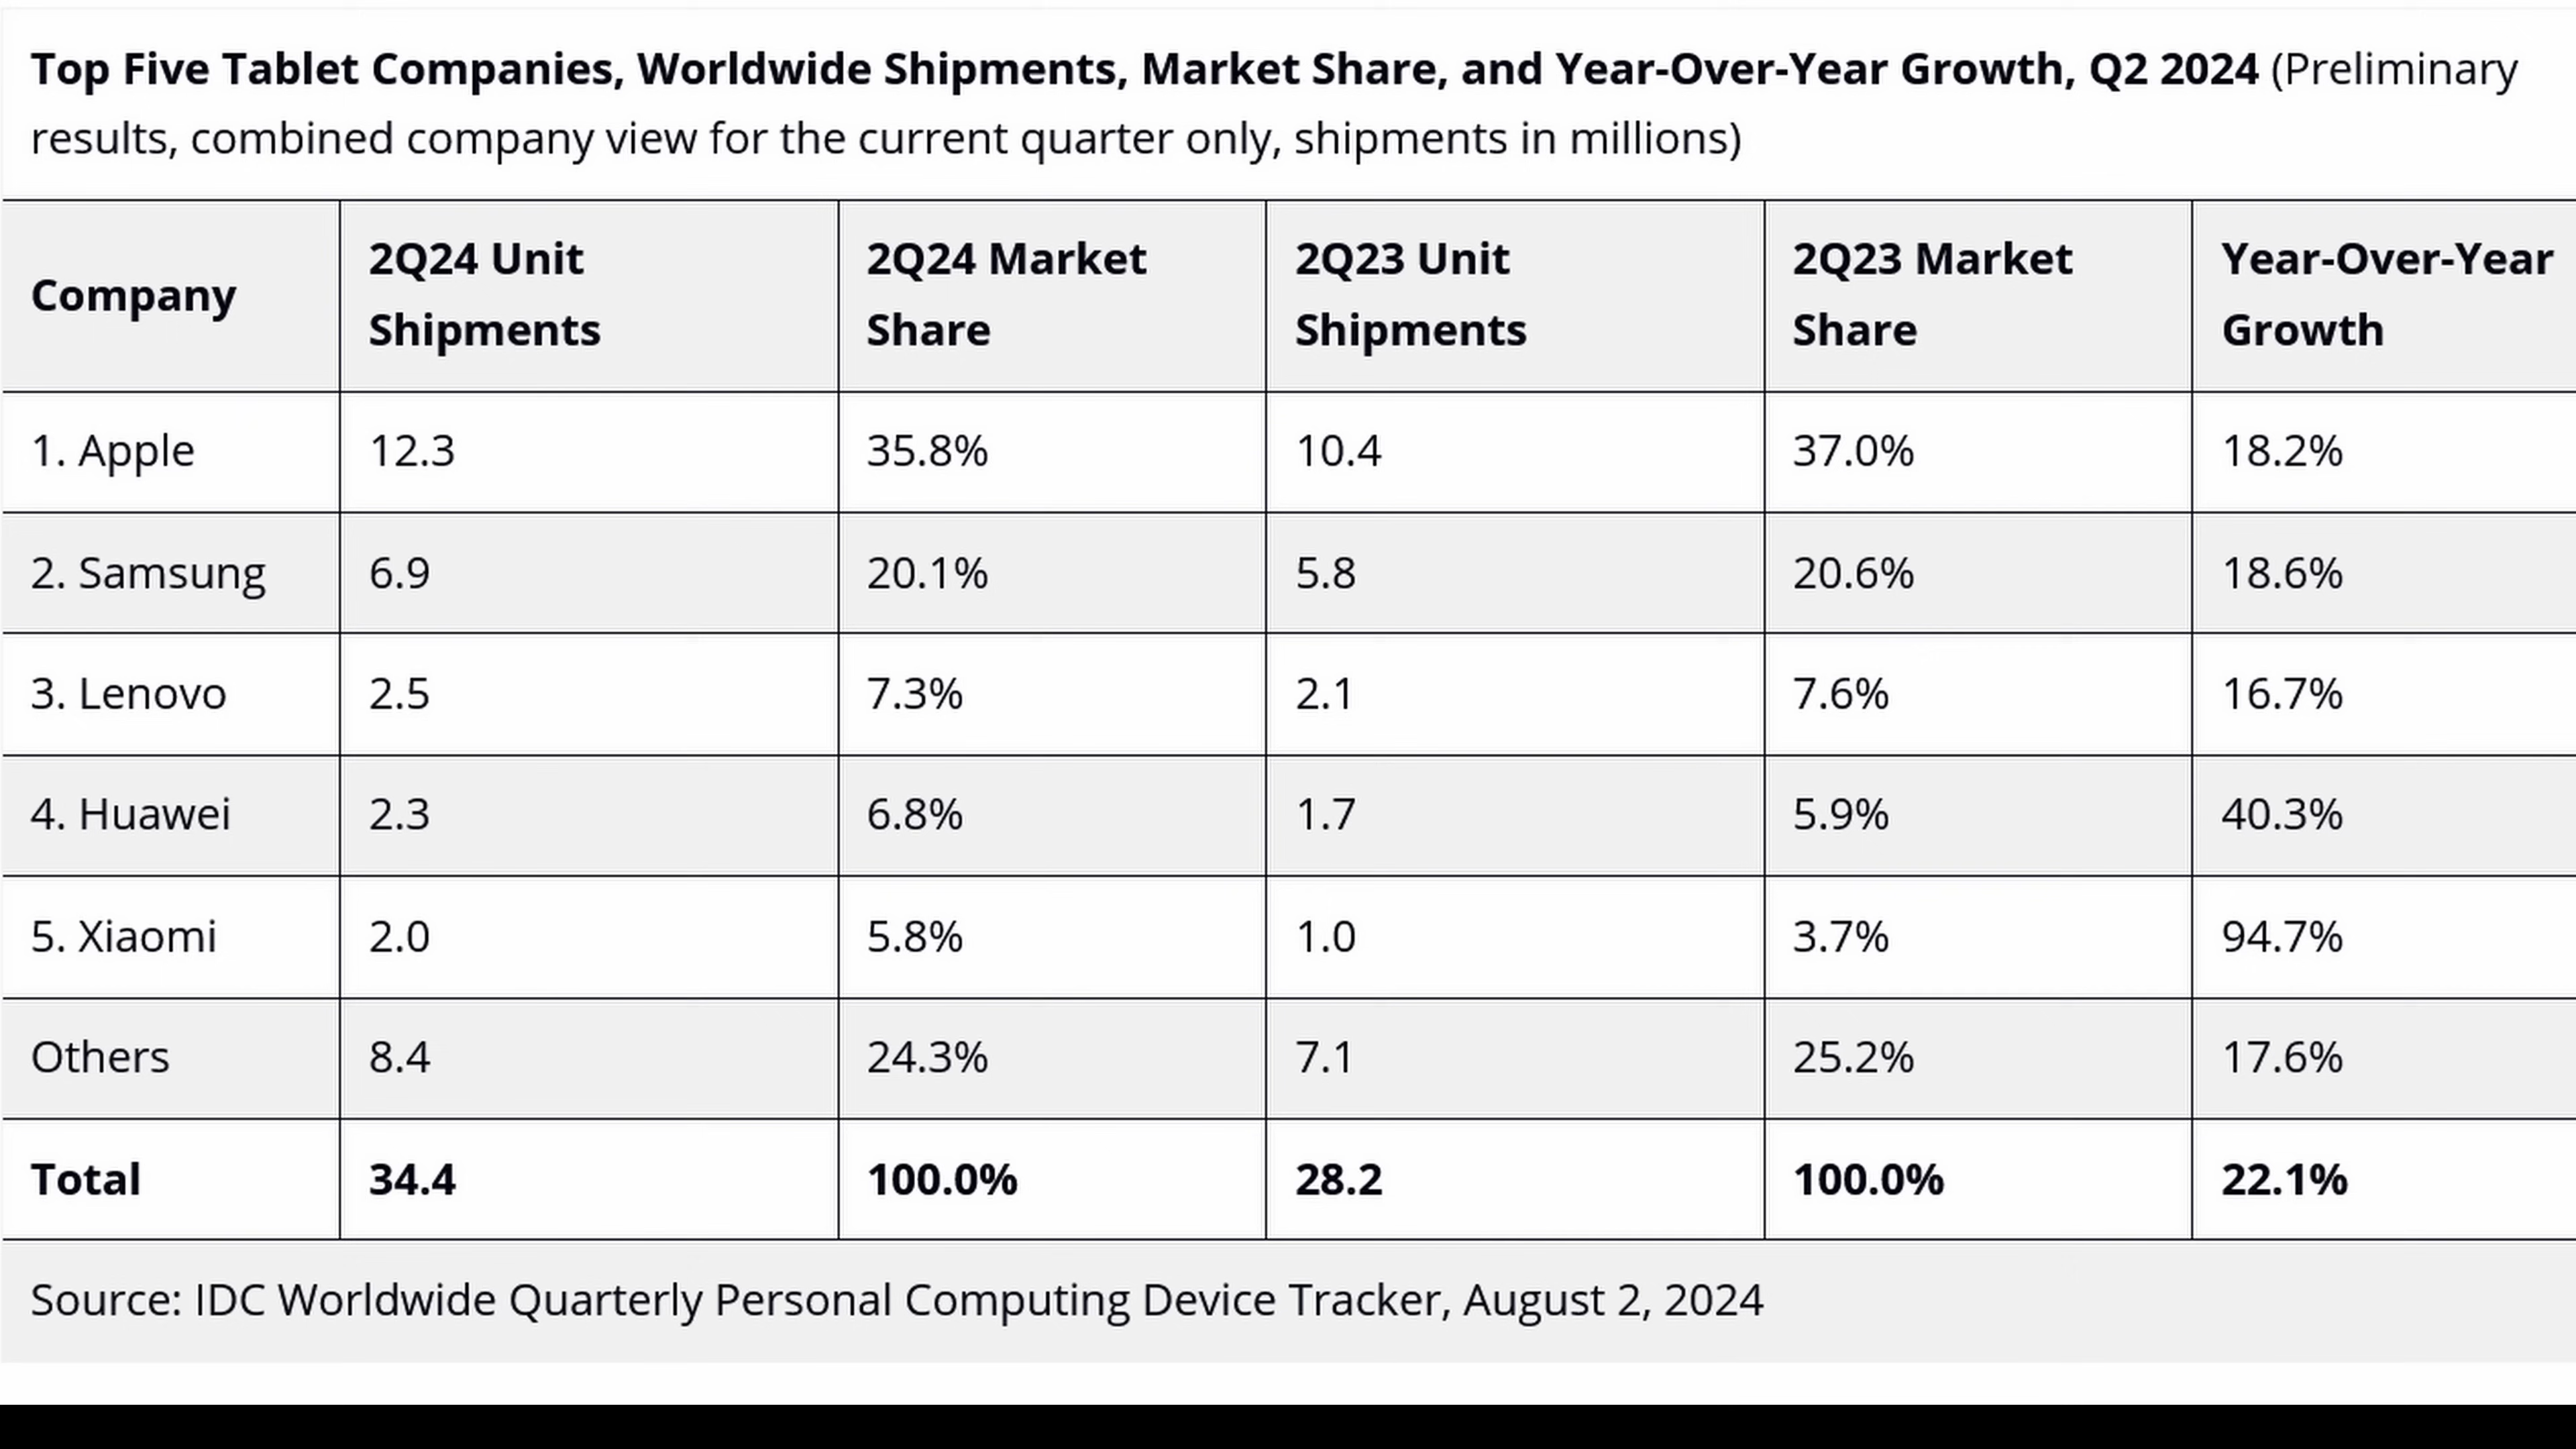 Top Five Tablet Companies, Worldwide Shipments, Market Share, and Year-Over-Year Growth, Q2 2024 (Preliminary
results, combined company view for the current quarter only, shipments in millions)
Company 2Q24 Unit Shipments 2Q24 Market Share 2Q23 Unit Shipments 2Q23 Market Share Year-Over-Year Growth
1. Apple 12.3 35.8% 10.4 37.0% 18.2%
2. Samsung 6.9 20.1% 5.8 20.6% 18.6%
3. Lenovo 2.5 7.3% 2.1 7.6% 16.7%
4. Huawei 2.3 6.8% 1.7 5.9% 40.3%
5. Xiaomi 2.0 5.8% 1.0 3.7% 94.7%
Others 8.4 24.3% 7.1 25.2% 17.6%
Total 34.4 100.0% 28.2 100.0% 22.1%
Source: IDC Worldwide Quarterly Personal Computing Device Tracker, August 2, 2024